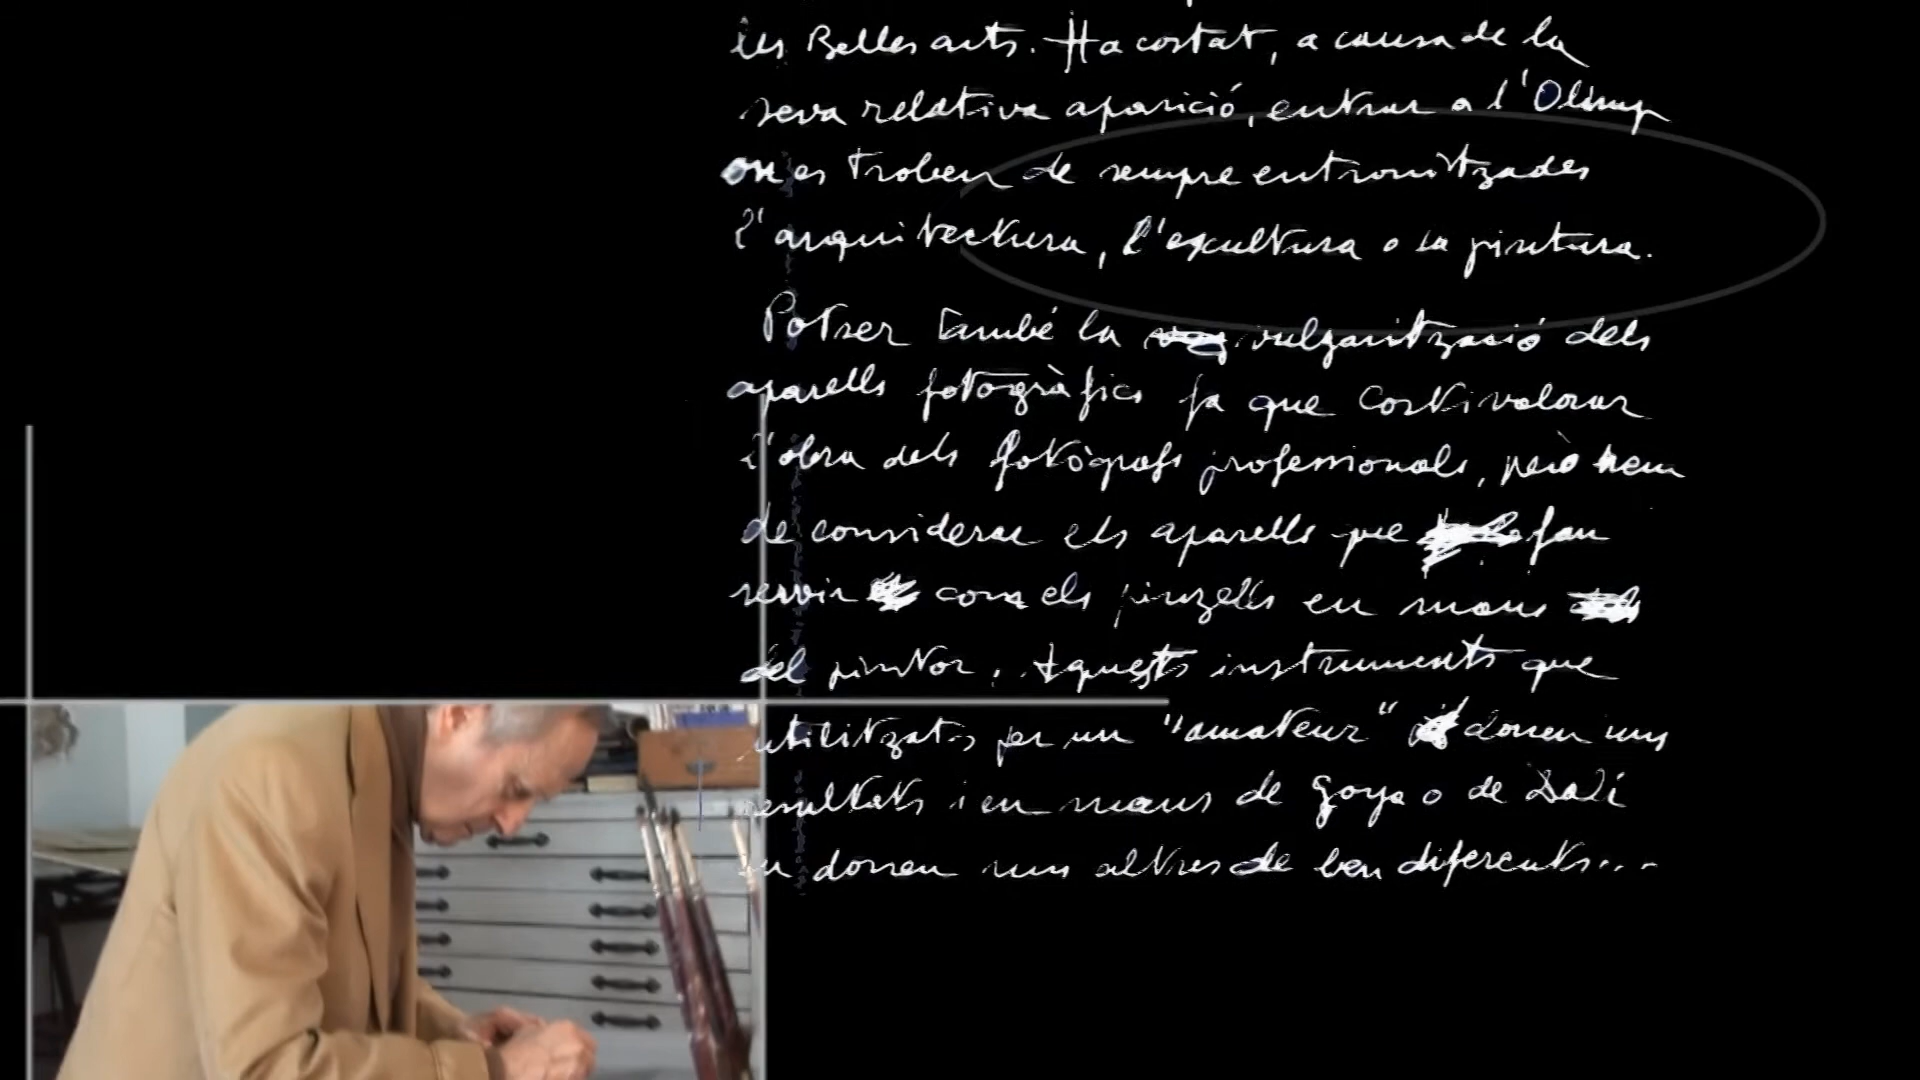 les Belles arts. Ha costat, a causa de la
seva relativa aparició, entrar a l'Olimp
on es troben de sempre entronitzades
l'arquitectura, l'escultura o la pintura.
Potser també la vulgarització dels
aparells fotogràfics fa que costi valorar
l'obra dels fotògrafs professionals, però hem
de considerar els aparells que fan
servir com els pinzells en mans
del pintor. Aquests instruments que
utilitzats per un "amateur" donen uns
resultats i en mans de Goya o de Dalí
en donen uns altres de ben diferents...